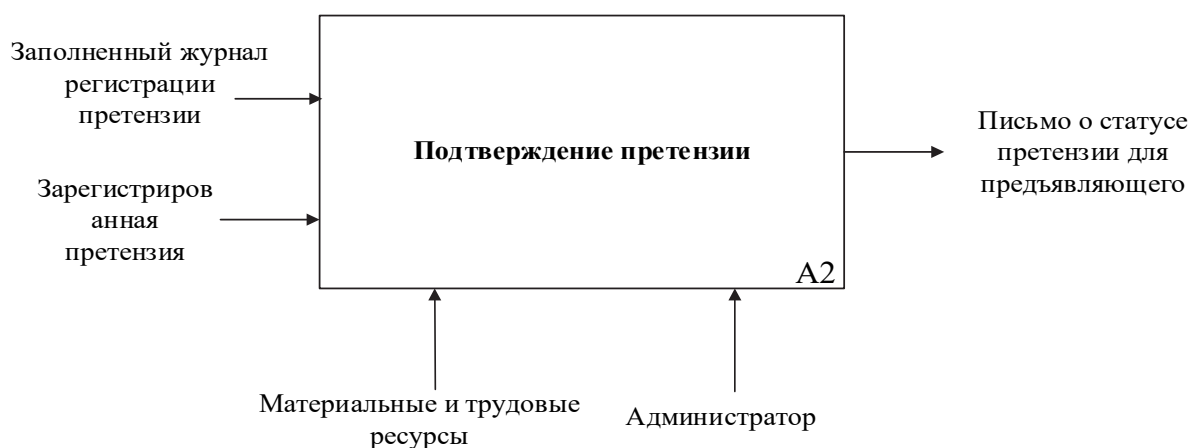 Заполненный журнал
регистрации
претензии
Зарегистриров
анная
претензия
Подтверждение претензии
A2
Письмо о статусе
претензии для
предъявляющего
Материальные и трудовые
ресурсы
Администратор